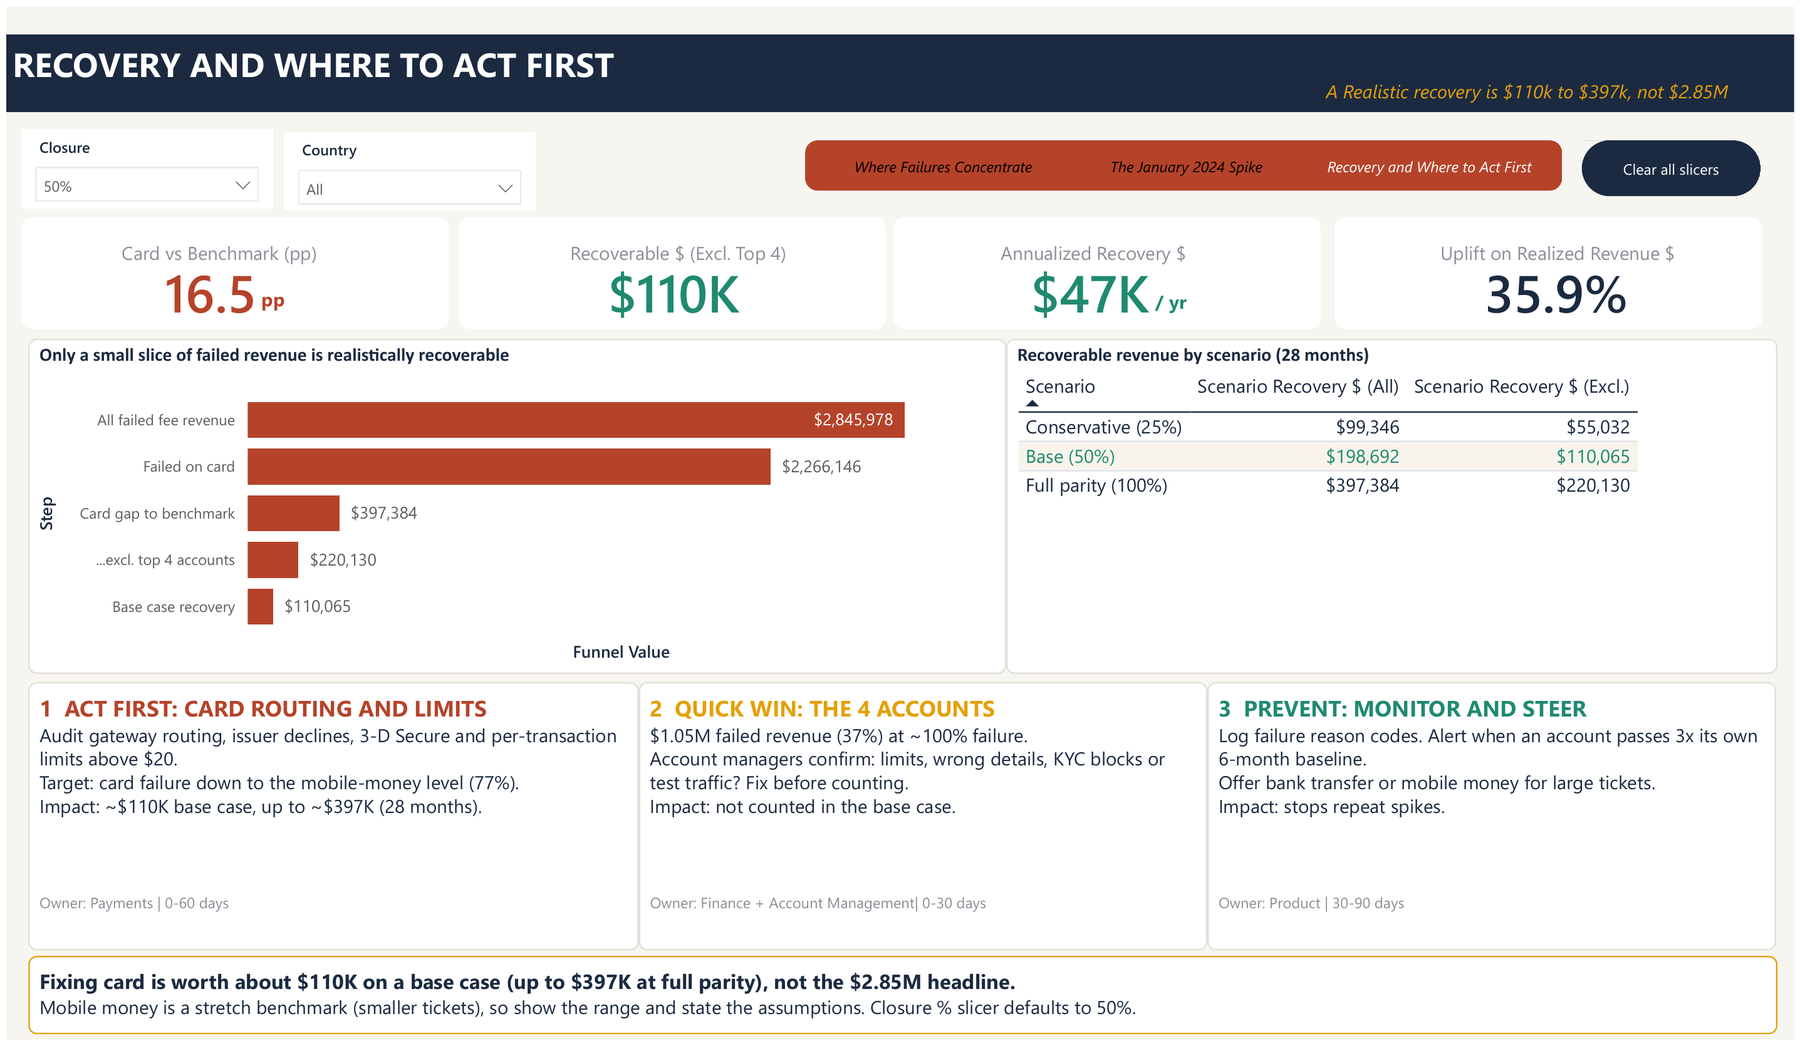 RECOVERY AND WHERE TO ACT FIRST
A Realistic recovery is $110k to $397k, not $2.85M
Closure
50%
Country
All
Where Failures Concentrate
The January 2024 Spike
Recovery and Where to Act First
Clear all slicers
Card vs Benchmark (pp)
16.5 pp
Recoverable $ (Excl. Top 4)
$110K
Annualized Recovery $
$47K / yr
Uplift on Realized Revenue $
35.9%
Only a small slice of failed revenue is realistically recoverable
Step
All failed fee revenue
$2,845,978
Failed on card
$2,266,146
Card gap to benchmark
$397,384
...excl. top 4 accounts
$220,130
Base case recovery
$110,065
Funnel Value
Recoverable revenue by scenario (28 months)
Scenario Scenario Recovery $ (All) Scenario Recovery $ (Excl.)
Conservative (25%) $99,346 $55,032
Base (50%) $198,692 $110,065
Full parity (100%) $397,384 $220,130
1 ACT FIRST: CARD ROUTING AND LIMITS
Audit gateway routing, issuer declines, 3-D Secure and per-transaction
limits above $20.
Target: card failure down to the mobile-money level (77%).
Impact: ~$110K base case, up to ~$397K (28 months).
Owner: Payments | 0-60 days
2 QUICK WIN: THE 4 ACCOUNTS
$1.05M failed revenue (37%) at ~100% failure.
Account managers confirm: limits, wrong details, KYC blocks or
test traffic? Fix before counting.
Impact: not counted in the base case.
Owner: Finance + Account Management| 0-30 days
3 PREVENT: MONITOR AND STEER
Log failure reason codes. Alert when an account passes 3x its own
6-month baseline.
Offer bank transfer or mobile money for large tickets.
Impact: stops repeat spikes.
Owner: Product | 30-90 days
Fixing card is worth about $110K on a base case (up to $397K at full parity), not the $2.85M headline.
Mobile money is a stretch benchmark (smaller tickets), so show the range and state the assumptions. Closure % slicer defaults to 50%.